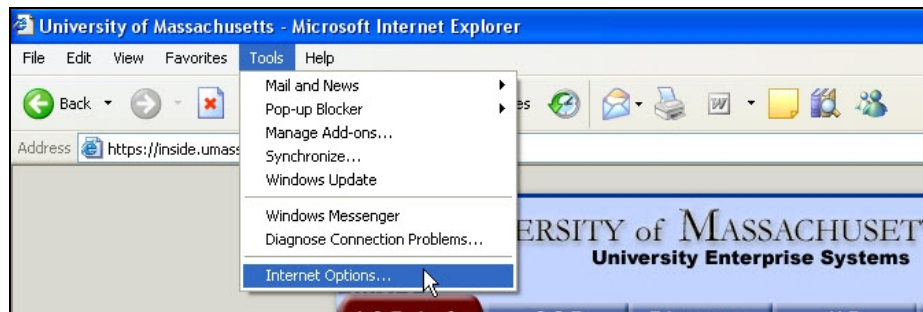 University of Massachusetts - Microsoft Internet Explorer
File Edit View Favorites Tools Help
Back
Mail and News
Pop-up Blocker
Manage Add-ons...
Synchronize...
Windows Update
Windows Messenger
Diagnose Connection Problems...
Internet Options...
Address https://inside.umass
ERSITY of MASSACHUSET
University Enterprise Systems